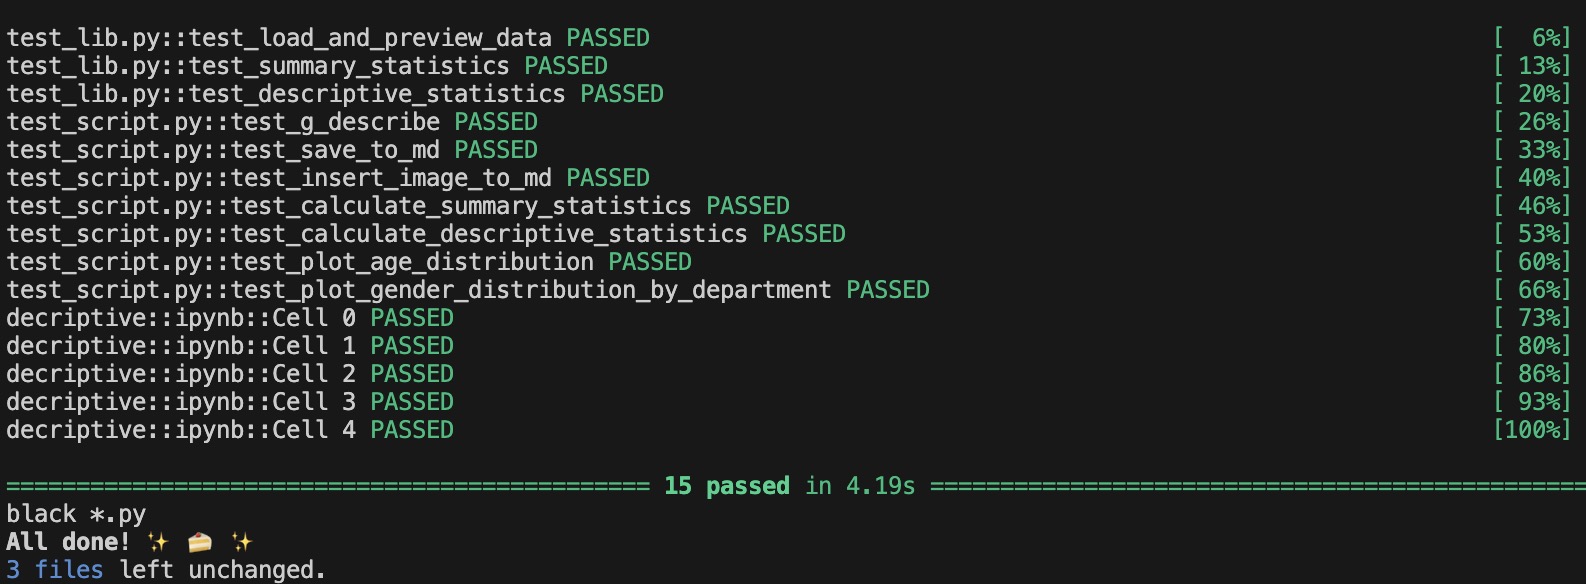 test_lib.py::test_load_and_preview_data PASSED [  6%]
test_lib.py::test_summary_statistics PASSED [ 13%]
test_lib.py::test_descriptive_statistics PASSED [ 20%]
test_script.py::test_g_describe PASSED [ 26%]
test_script.py::test_save_to_md PASSED [ 33%]
test_script.py::test_insert_image_to_md PASSED [ 40%]
test_script.py::test_calculate_summary_statistics PASSED [ 46%]
test_script.py::test_calculate_descriptive_statistics PASSED [ 53%]
test_script.py::test_plot_age_distribution PASSED [ 60%]
test_script.py::test_plot_gender_distribution_by_department PASSED [ 66%]
decriptive::ipynb::Cell 0 PASSED [ 73%]
decriptive::ipynb::Cell 1 PASSED [ 80%]
decriptive::ipynb::Cell 2 PASSED [ 86%]
decriptive::ipynb::Cell 3 PASSED [ 93%]
decriptive::ipynb::Cell 4 PASSED [100%]
============================================== 15 passed in 4.19s ===============================================
black *.py
All done! ✨ 🍰 ✨
3 files left unchanged.